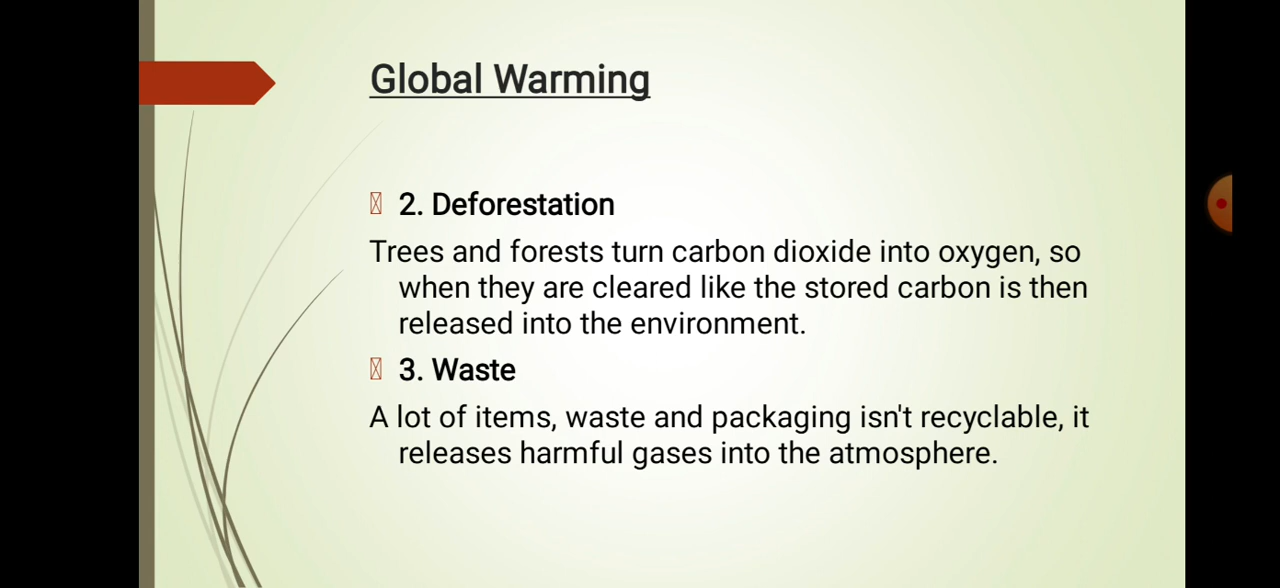 Global Warming
2. Deforestation
Trees and forests turn carbon dioxide into oxygen, so
when they are cleared like the stored carbon is then
released into the environment.
3. Waste
A lot of items, waste and packaging isn't recyclable, it
releases harmful gases into the atmosphere.